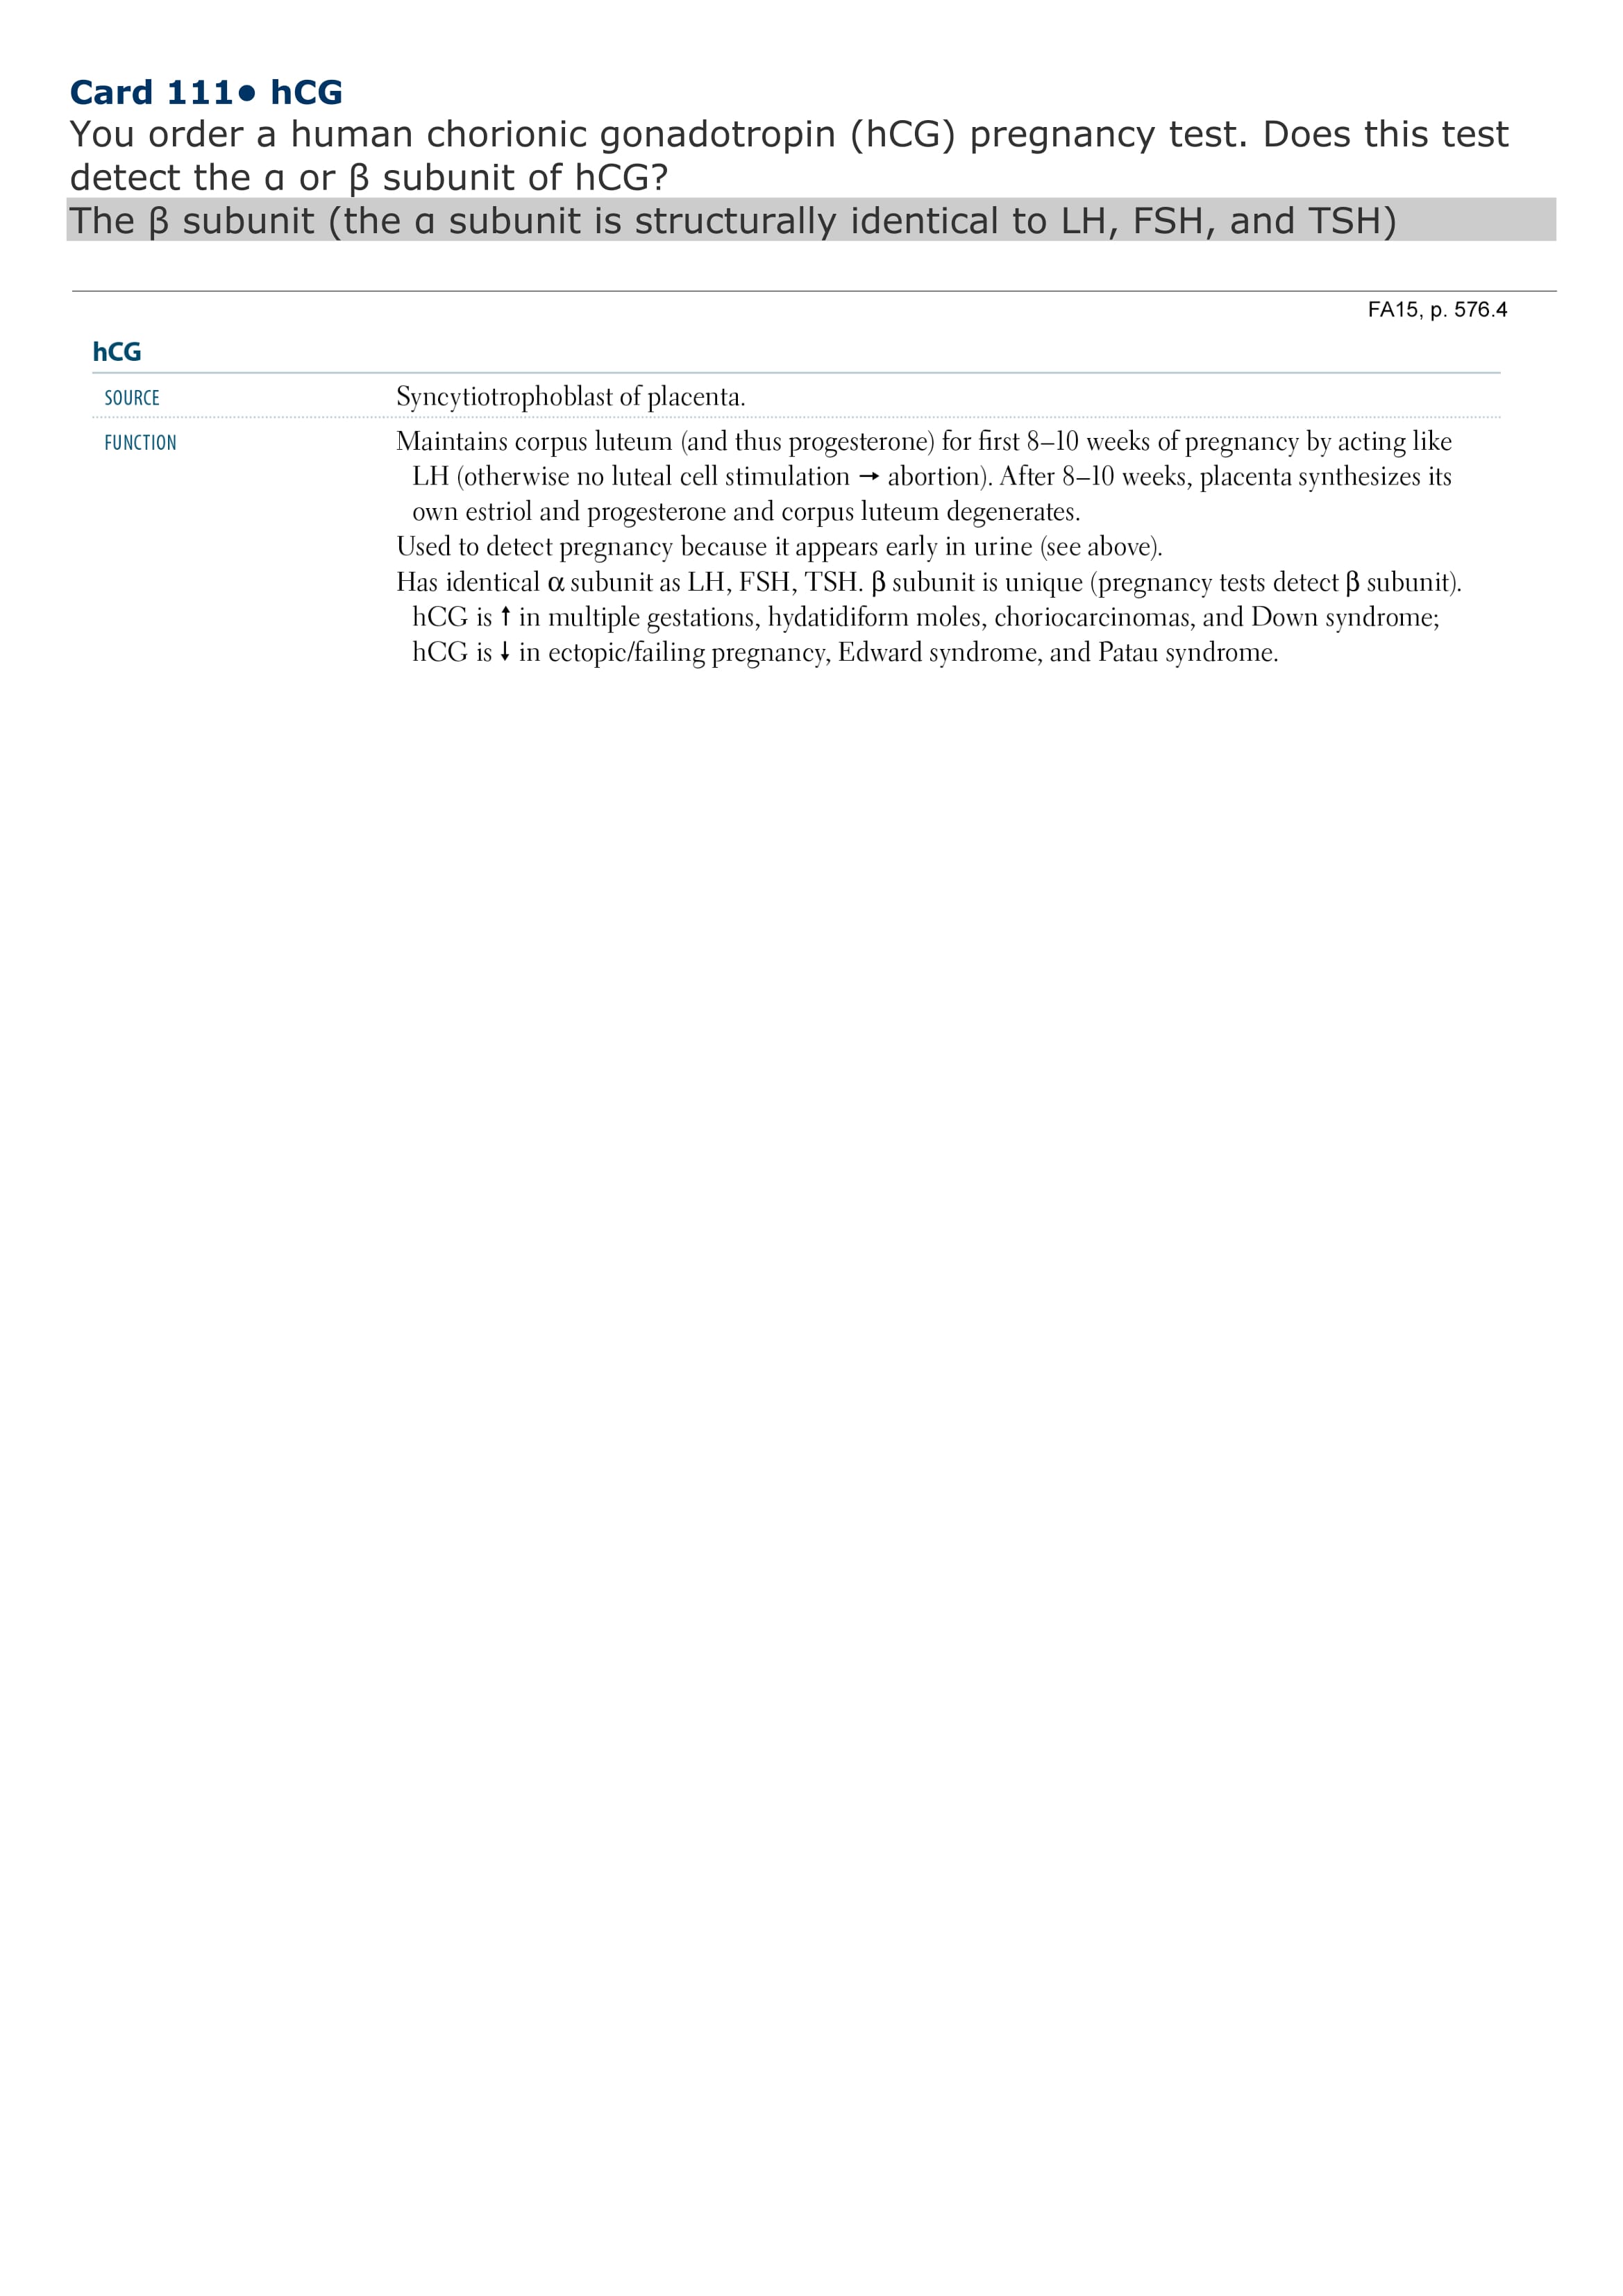 Card 111● hCG
You order a human chorionic gonadotropin (hCG) pregnancy test. Does this test
detect the α or β subunit of hCG?
The β subunit (the α subunit is structurally identical to LH, FSH, and TSH)
FA15, p. 576.4
hCG
SOURCE Syncytiotrophoblast of placenta.
FUNCTION Maintains corpus luteum (and thus progesterone) for first 8–10 weeks of pregnancy by acting like
LH (otherwise no luteal cell stimulation → abortion). After 8–10 weeks, placenta synthesizes its
own estriol and progesterone and corpus luteum degenerates.
Used to detect pregnancy because it appears early in urine (see above).
Has identical α subunit as LH, FSH, TSH. β subunit is unique (pregnancy tests detect β subunit).
hCG is ↑ in multiple gestations, hydatidiform moles, choriocarcinomas, and Down syndrome;
hCG is ↓ in ectopic/failing pregnancy, Edward syndrome, and Patau syndrome.